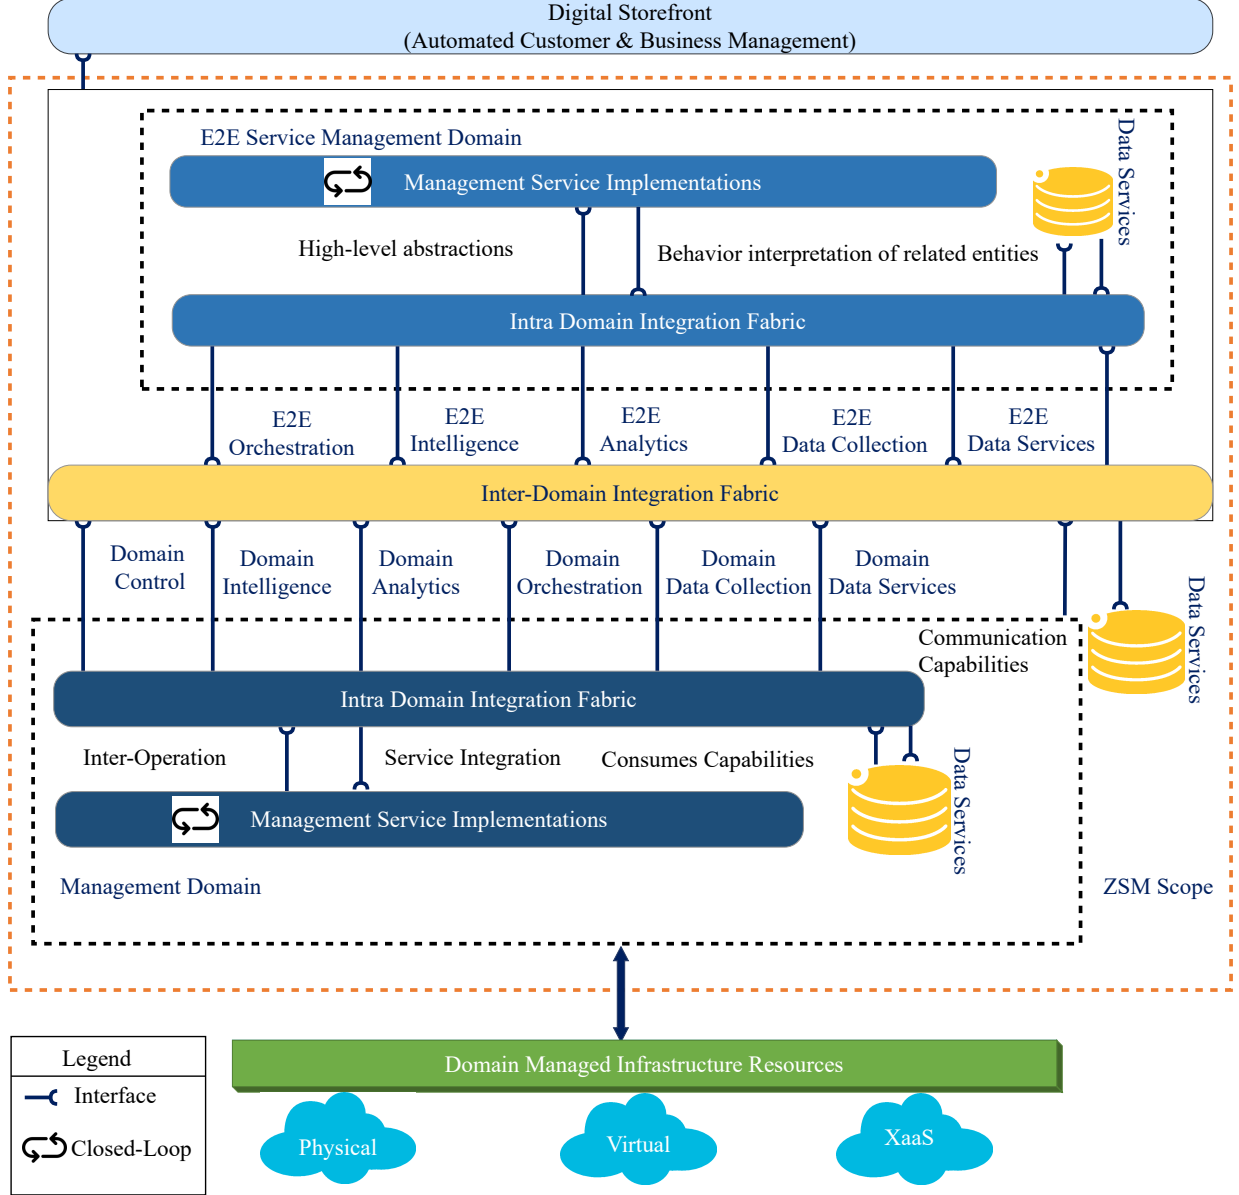 Digital Storefront
(Automated Customer & Business Management)
E2E Service Management Domain
Data Services
Management Service Implementations
High-level abstractions
Behavior interpretation of related entities
Intra Domain Integration Fabric
E2E
Orchestration
E2E
Intelligence
E2E
Analytics
E2E
Data Collection
E2E
Data Services
Inter-Domain Integration Fabric
Domain
Control
Domain
Intelligence
Domain
Analytics
Domain
Orchestration
Domain
Data Collection
Domain
Data Services
Data Services
Communication
Capabilities
Intra Domain Integration Fabric
Inter-Operation
Service Integration
Consumes Capabilities
Data Services
Management Service Implementations
Management Domain
ZSM Scope
Legend
Interface
Closed-Loop
Domain Managed Infrastructure Resources
Physical
Virtual
XaaS